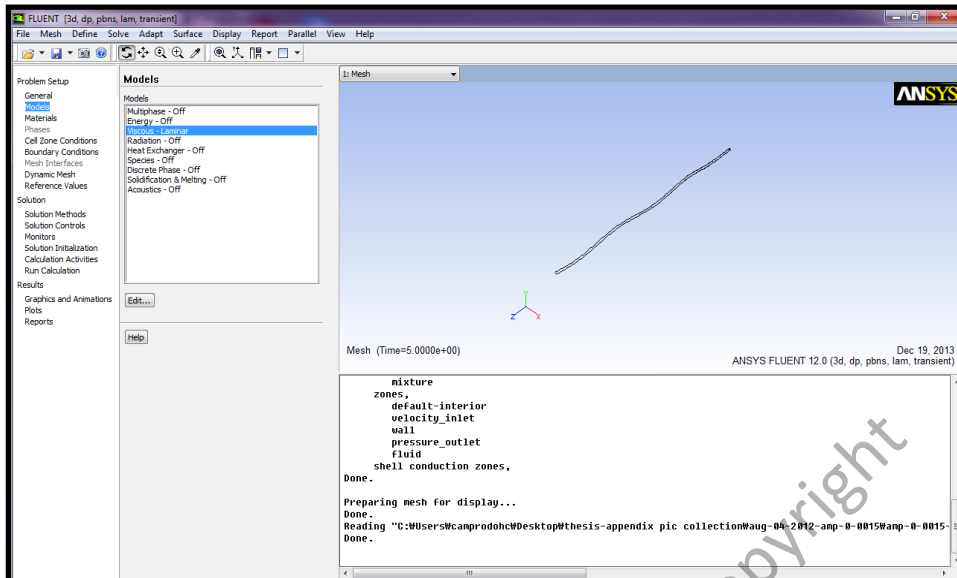 FLUENT [3d, dp, pbns, lam, transient]
File Mesh Define Solve Adapt Surface Display Report Parallel View Help
Problem Setup
General
Models
Materials
Phases
Cell Zone Conditions
Boundary Conditions
Mesh Interfaces
Dynamic Mesh
Reference Values
Solution
Solution Methods
Solution Controls
Monitors
Solution Initialization
Calculation Activities
Run Calculation
Results
Graphics and Animations
Plots
Reports
Models
Models
Multiphase - Off
Energy - Off
Viscous - Laminar
Radiation - Off
Heat Exchanger - Off
Species - Off
Discrete Phase - Off
Solidification & Melting - Off
Acoustics - Off
Edit...
Help
1: Mesh
ANSYS
Y
Z
X
Mesh (Time=5.0000e+00)
Dec 19, 2013
ANSYS FLUENT 12.0 (3d, dp, pbns, lam, transient)
mixture
zones,
default-interior
velocity_inlet
wall
pressure_outlet
fluid
shell conduction zones,
Done.
Preparing mesh for display...
Done.
Reading "C:₩Users₩camprodohc₩Desktop₩thesis-appendix pic collection₩aug-04-2012-amp-0-0015₩amp-0-0015-
Done.
opyright